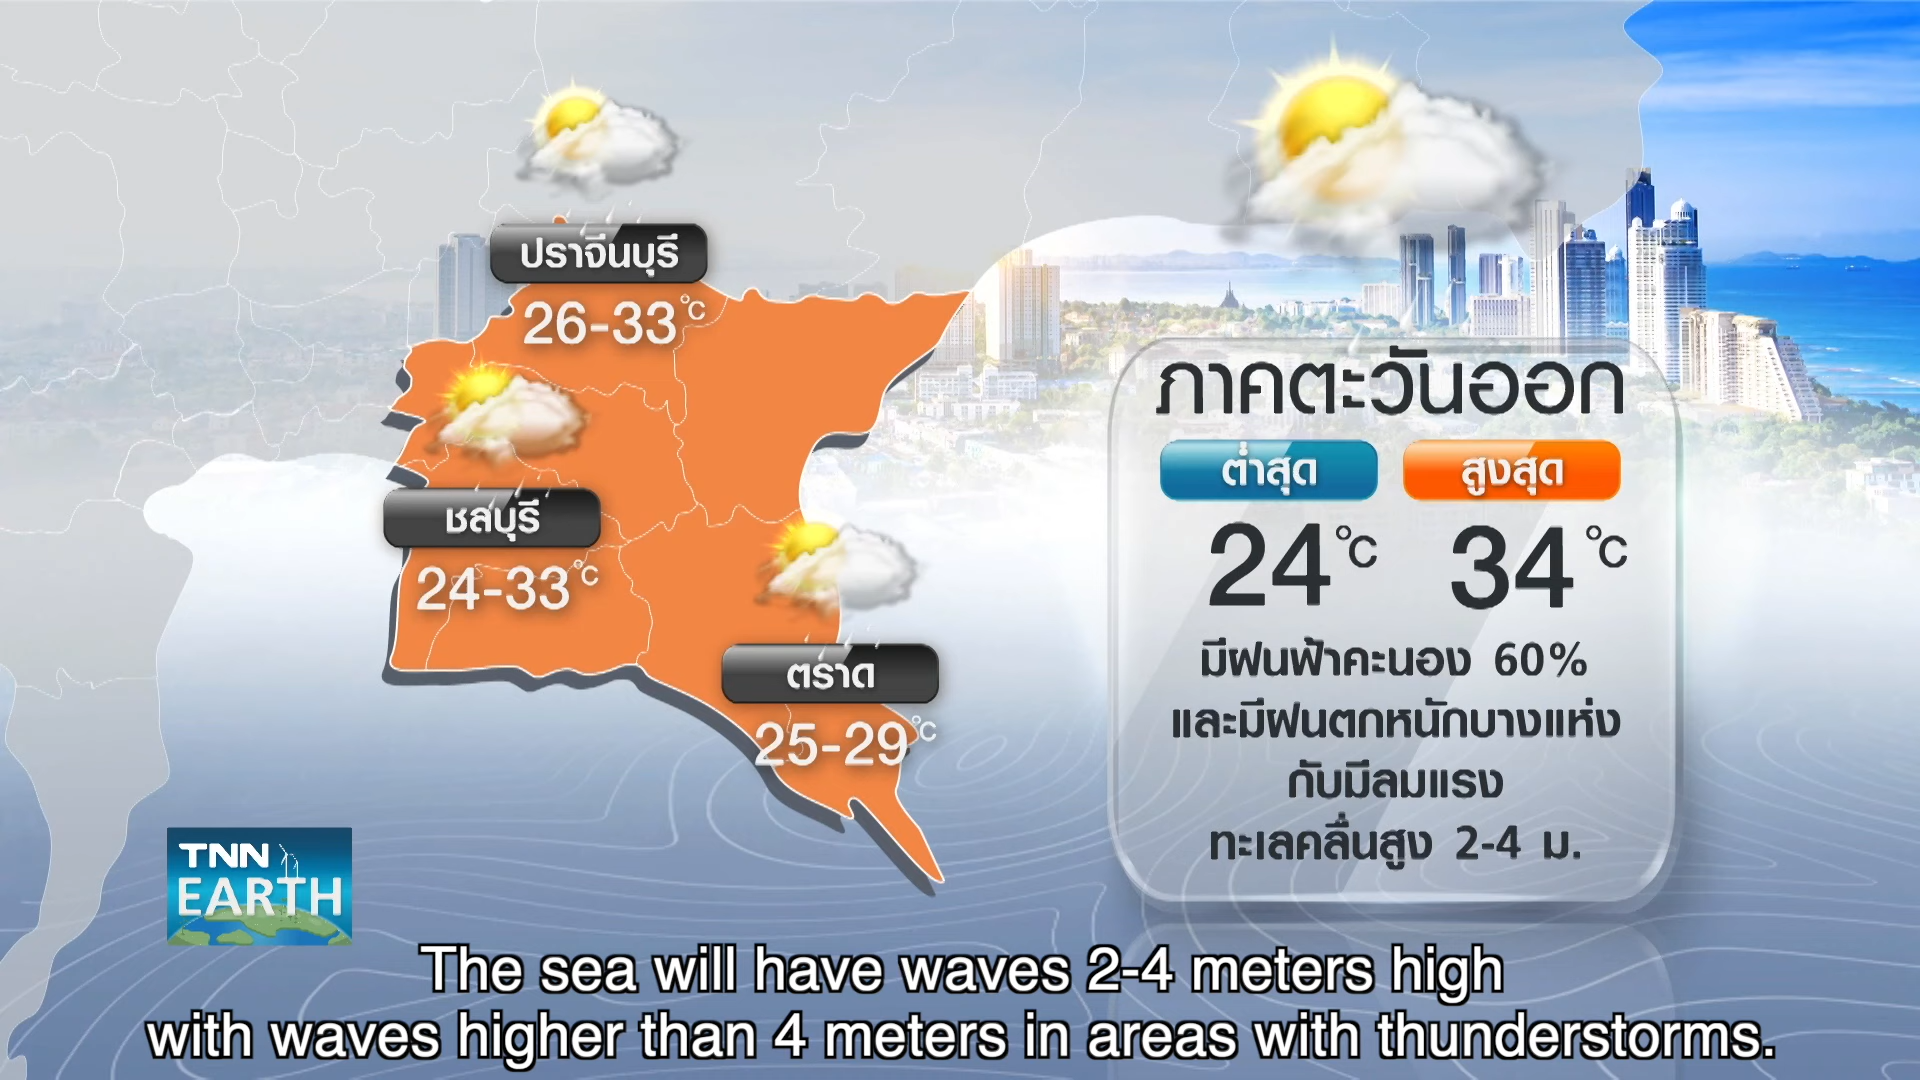 ปราจีนบุรี
26-33°C
ชลบุรี
24-33°C
ตราด
25-29°C
ภาคตะวันออก
ต่ำสุด สูงสุด
24°C 34°C
มีฝนฟ้าคะนอง 60%
และมีฝนตกหนักบางแห่ง
กับมีลมแรง
ทะเลคลื่นสูง 2-4 ม.
TNN
EARTH
The sea will have waves 2-4 meters high
with waves higher than 4 meters in areas with thunderstorms.